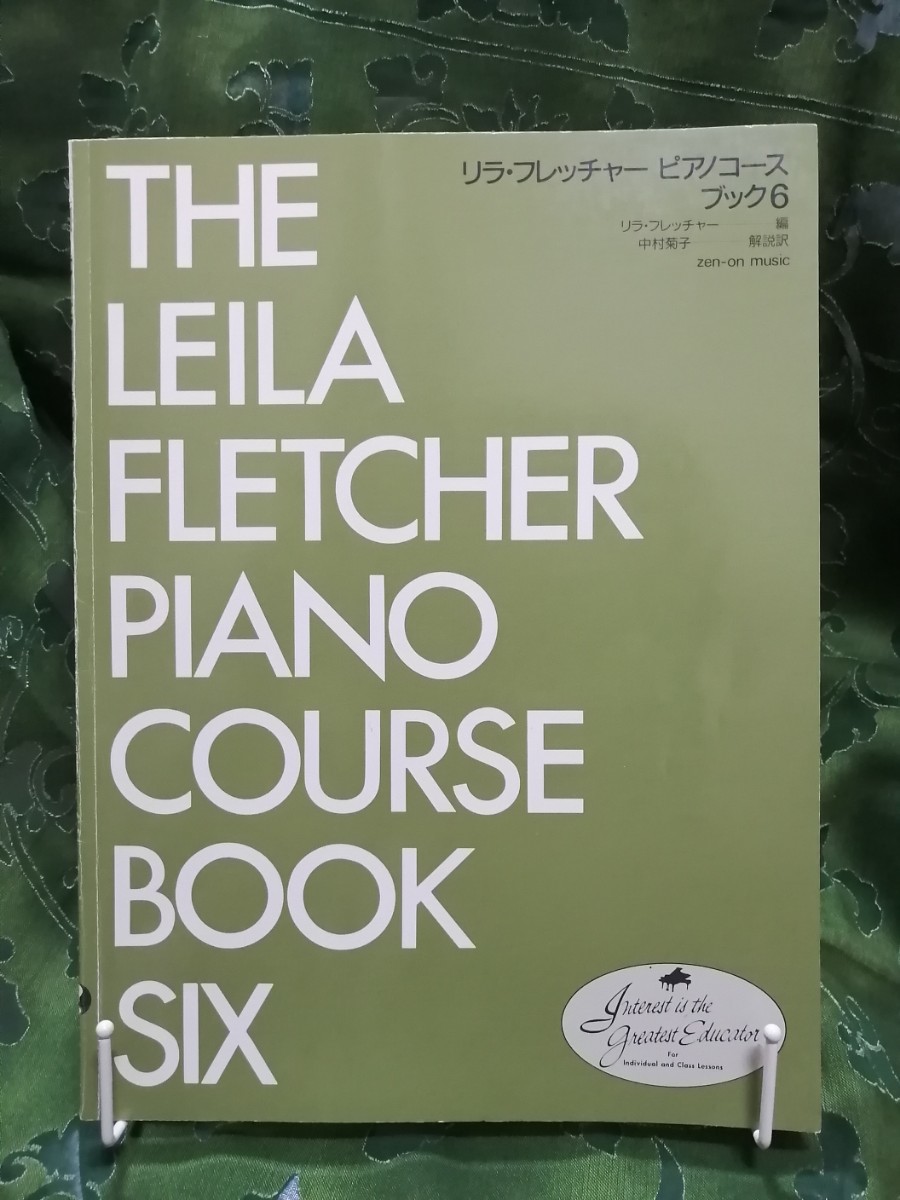 THE
LEILA
FLETCHER
PIANO
COURSE
BOOK
SIX
リラ・フレッチャー ピアノコース
ブック6
リラ・フレッチャー 編
中村菊子 解説訳
zen-on music
Interest is the
Greatest Educator
For
Individual and Class Lessons